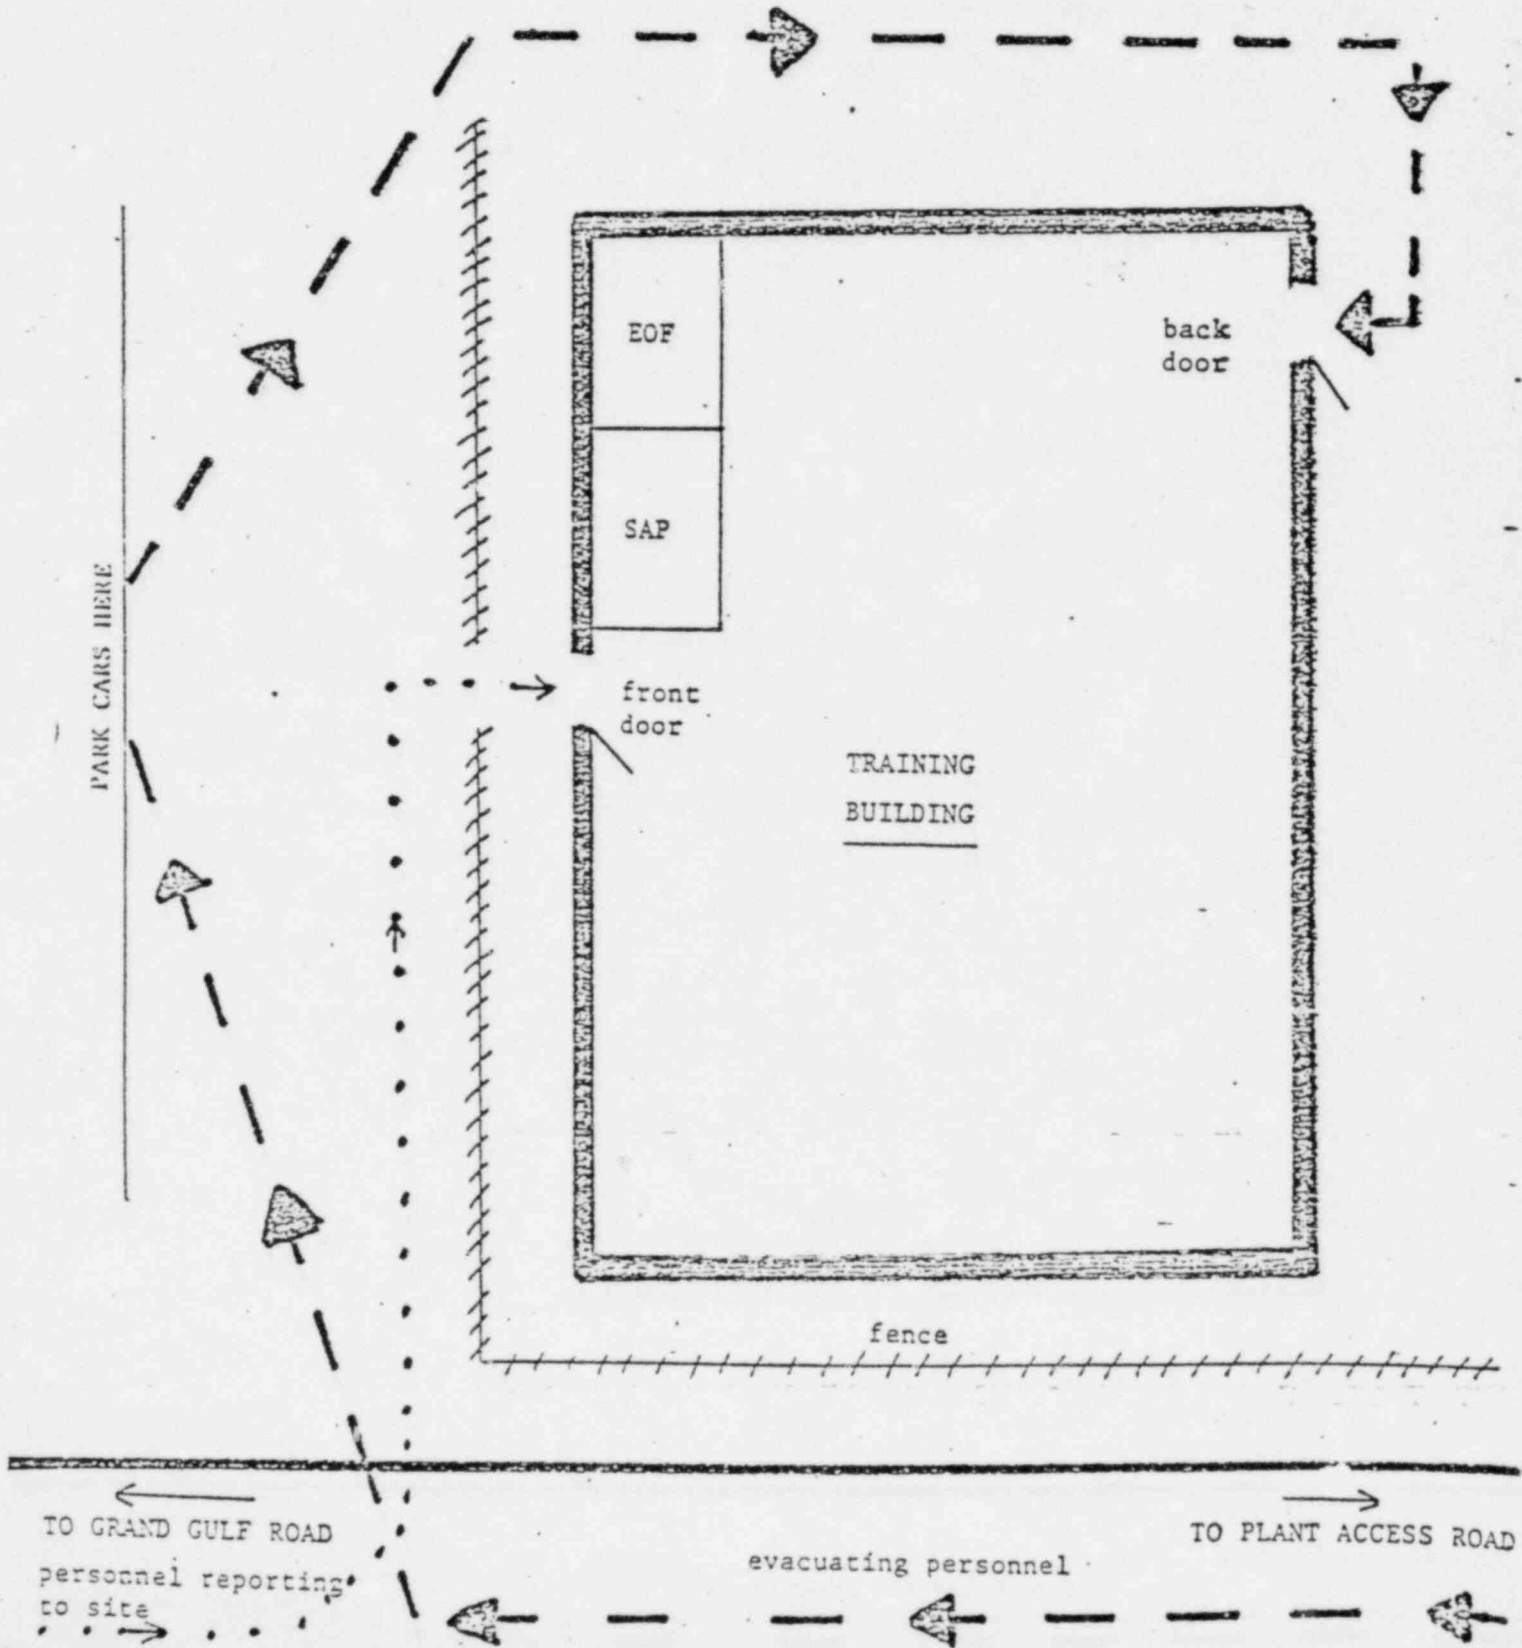 EOF
back
door
SAP
PARK CARS HERE
front
door
TRAINING
BUILDING
fence
TO GRAND GULF ROAD
TO PLANT ACCESS ROAD
personnel reporting
to site
evacuating personnel